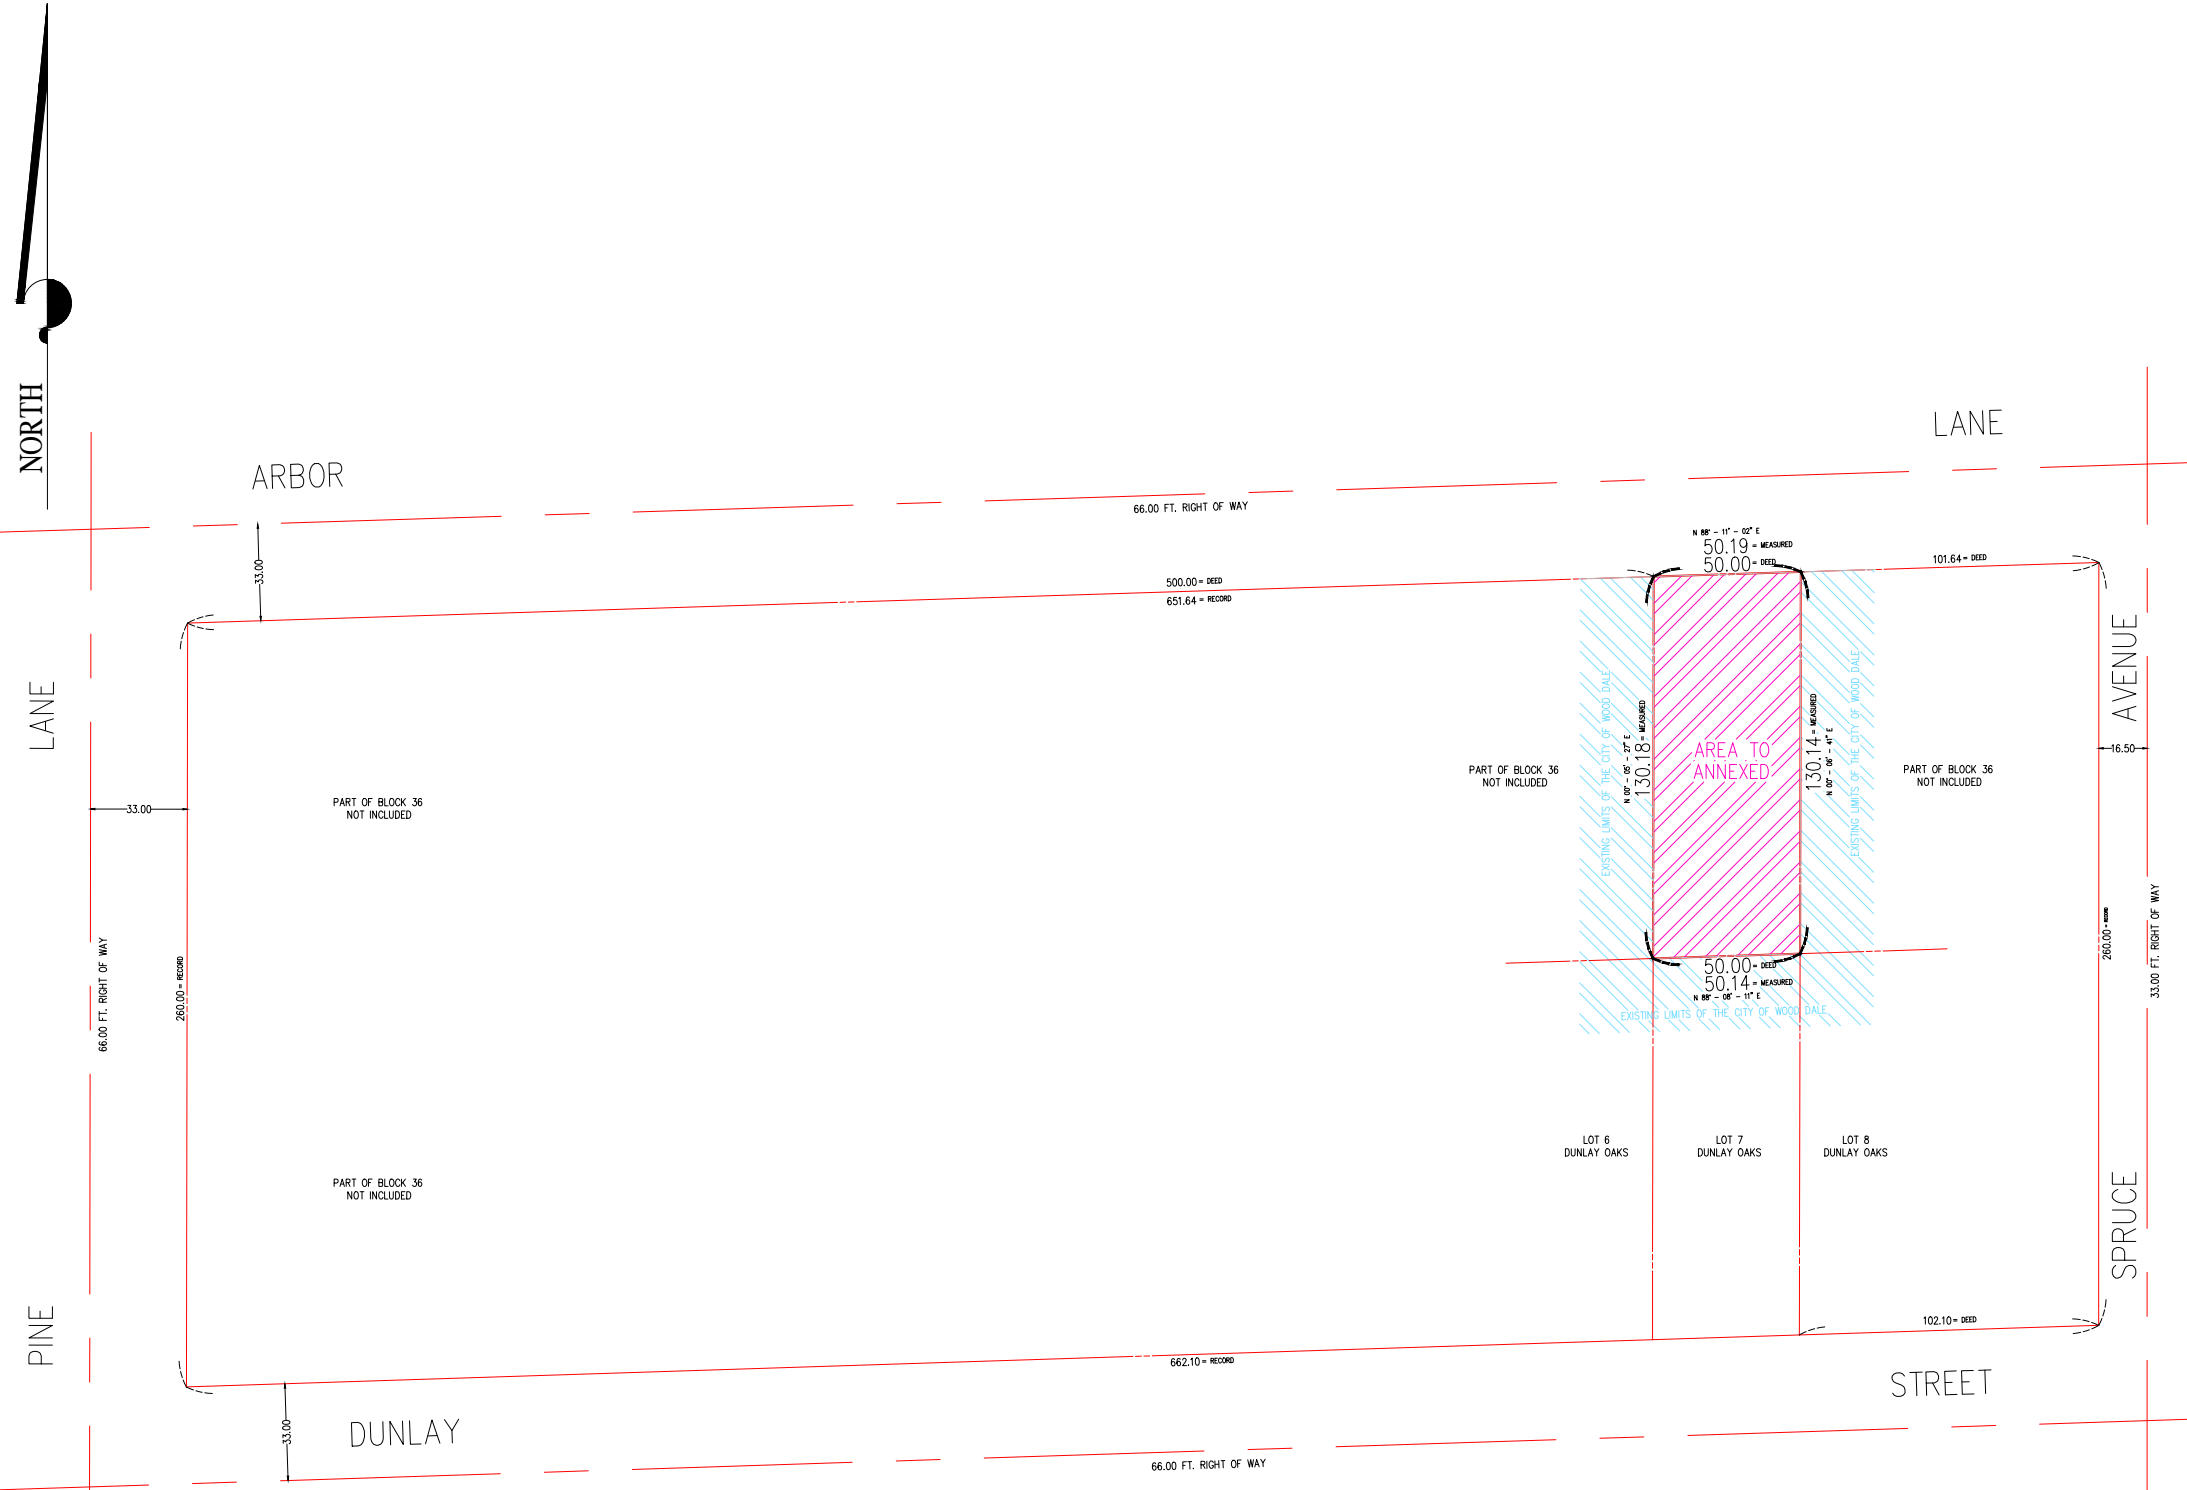 NORTH
ARBOR
LANE
66.00 FT. RIGHT OF WAY
33.00
N 88° - 11' - 02" E
50.19 = MEASURED
50.00 = DEED
101.64 = DEED
500.00 = DEED
651.64 = RECORD
LANE
AVENUE
16.50
33.00
PART OF BLOCK 36
NOT INCLUDED
PART OF BLOCK 36
NOT INCLUDED
EXISTING LIMITS OF THE CITY OF WOOD DALE
N 00° - 05' - 27" E
130.18 = MEASURED
AREA TO
ANNEXED
130.14 = MEASURED
N 00° - 06' - 41" E
EXISTING LIMITS OF THE CITY OF WOOD DALE
PART OF BLOCK 36
NOT INCLUDED
66.00 FT. RIGHT OF WAY
260.00 = RECORD
260.00 = RECORD
33.00 FT. RIGHT OF WAY
50.00 = DEED
50.14 = MEASURED
N 88° - 08' - 11" E
EXISTING LIMITS OF THE CITY OF WOOD DALE
LOT 6
DUNLAY OAKS
LOT 7
DUNLAY OAKS
LOT 8
DUNLAY OAKS
PART OF BLOCK 36
NOT INCLUDED
SPRUCE
PINE
102.10 = DEED
662.10 = RECORD
STREET
33.00
DUNLAY
66.00 FT. RIGHT OF WAY